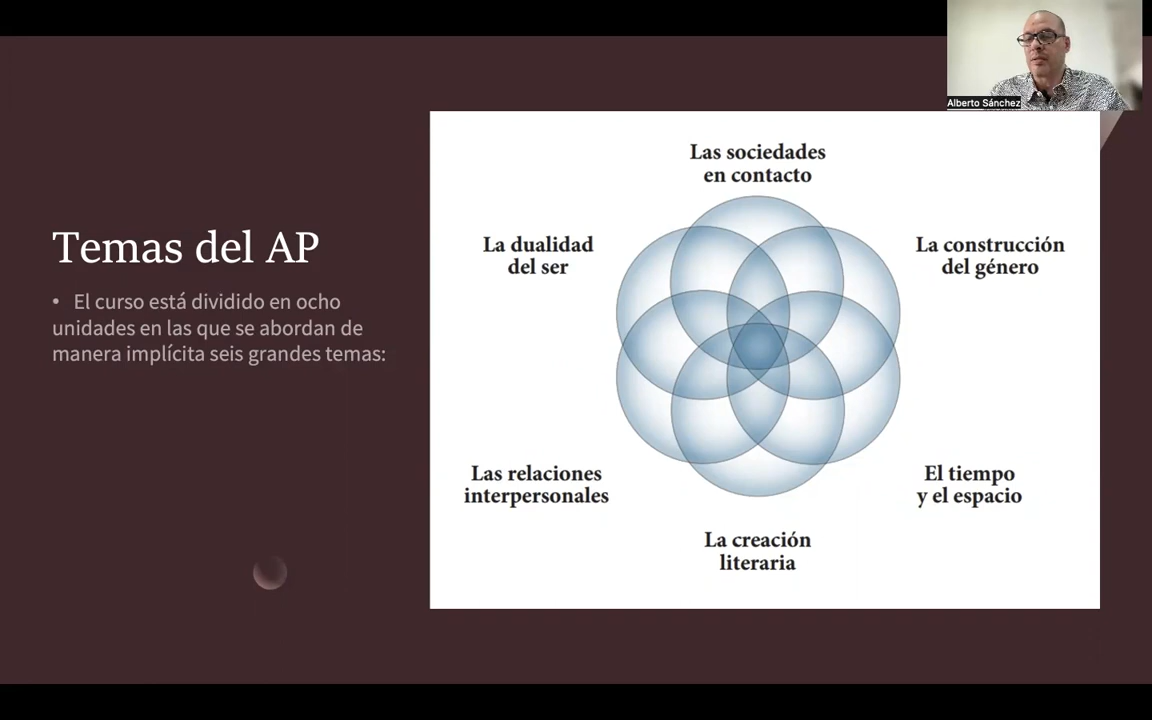 Alberto Sánchez
Temas del AP
• El curso está dividido en ocho
unidades en las que se abordan de
manera implícita seis grandes temas:
Las sociedades
en contacto
La dualidad
del ser
La construcción
del género
Las relaciones
interpersonales
El tiempo
y el espacio
La creación
literaria